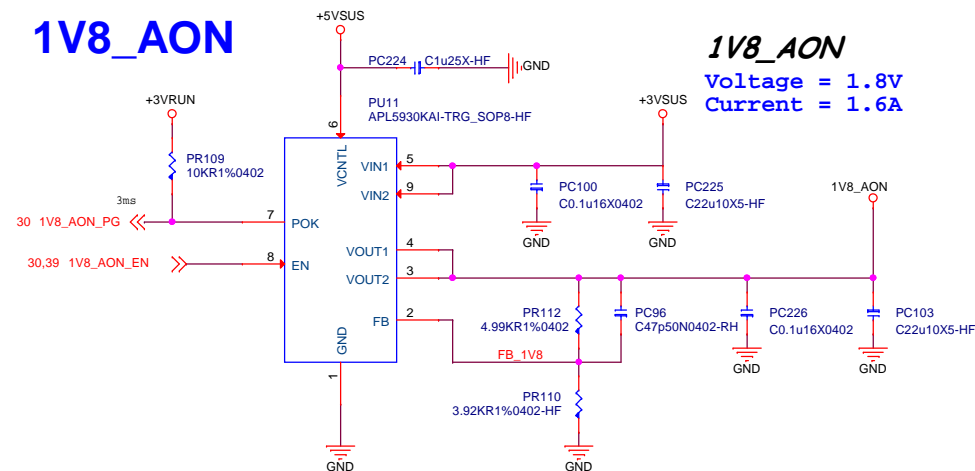 1V8_AON
+5VSUS
PC224
C1u25X-HF
GND
1V8_AON
Voltage = 1.8V
Current = 1.6A
+3VRUN
PU11
APL5930KAI-TRG_SOP8-HF
+3VSUS
6
VCNTL
PR109
10KR1%0402
VIN1
5
VIN2
9
PC100
C0.1u16X0402
PC225
C22u10X5-HF
1V8_AON
GND
GND
3ms
30 1V8_AON_PG
7
POK
30,39 1V8_AON_EN
8
EN
VOUT1
4
VOUT2
3
FB
2
PR112
4.99KR1%0402
PC96
C47p50N0402-RH
PC226
C0.1u16X0402
PC103
C22u10X5-HF
GND
1
FB_1V8
GND
GND
PR110
3.92KR1%0402-HF
GND
GND